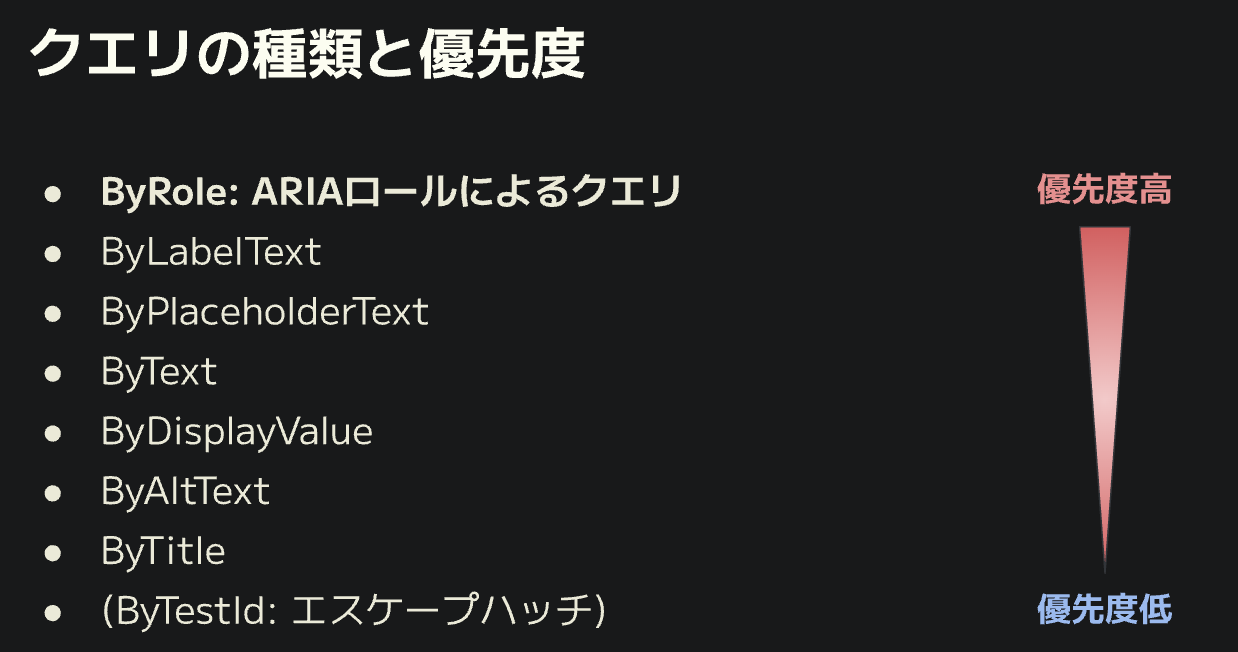 クエリの種類と優先度
● ByRole: ARIAロールによるクエリ
優先度高
● ByLabelText
● ByPlaceholderText
● ByText
● ByDisplayValue
● ByAltText
● ByTitle
● (ByTestId: エスケープハッチ)
優先度低